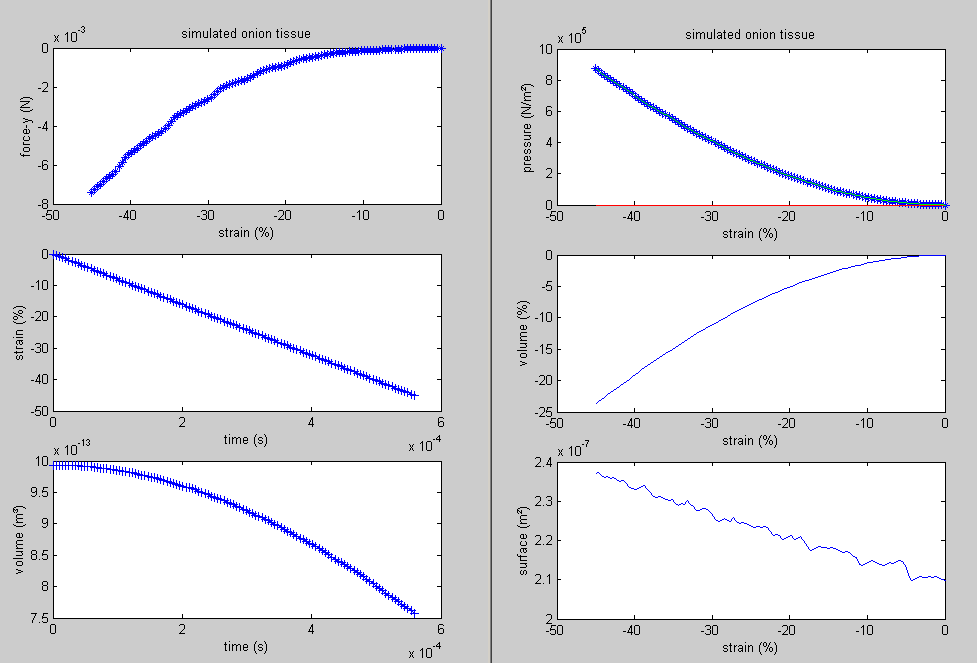 simulated onion tissue
x 10^-3
0
-2
-4
-6
-8
force-y (N)
-50 -40 -30 -20 -10 0
strain (%)
0
-10
-20
-30
-40
-50
strain (%)
0 2 4 6
time (s)
x 10^-4
x 10^-13
10
9.5
9
8.5
8
7.5
volume (m³)
0 2 4 6
time (s)
x 10^-4
simulated onion tissue
x 10^5
10
8
6
4
2
0
pressure (N/m²)
-50 -40 -30 -20 -10 0
strain (%)
0
-5
-10
-15
-20
-25
volume (%)
-50 -40 -30 -20 -10 0
strain (%)
x 10^-7
2.4
2.3
2.2
2.1
2
surface (m²)
-50 -40 -30 -20 -10 0
strain (%)